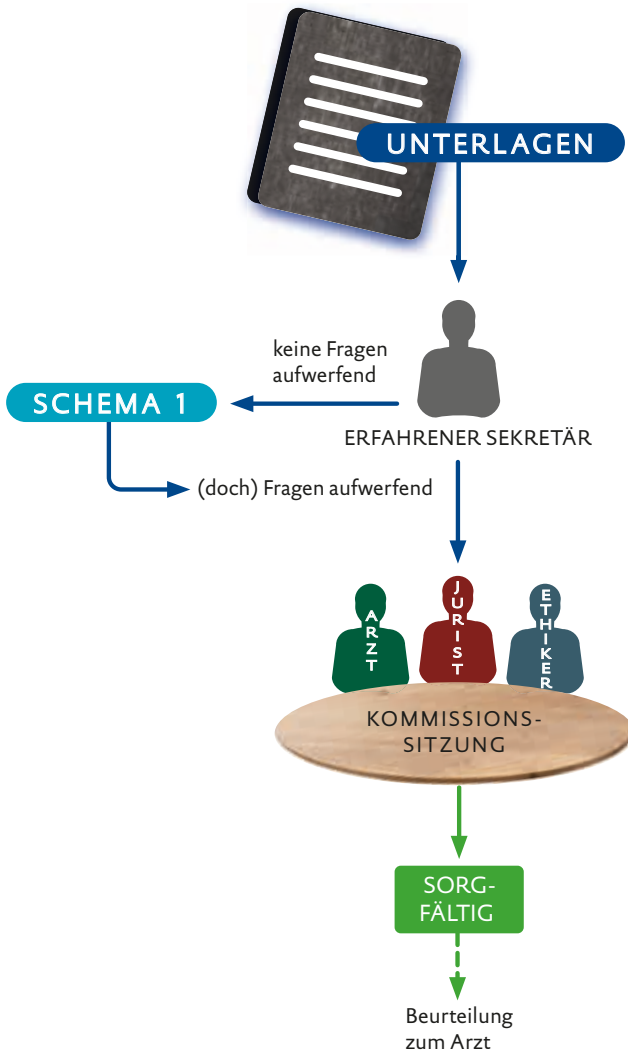 UNTERLAGEN
keine Fragen
aufwerfend
SCHEMA 1
ERFAHRENER SEKRETÄR
(doch) Fragen aufwerfend
ARZT
JURIST
ETHIKER
KOMMISSIONS-
SITZUNG
SORG-
FÄLTIG
Beurteilung
zum Arzt